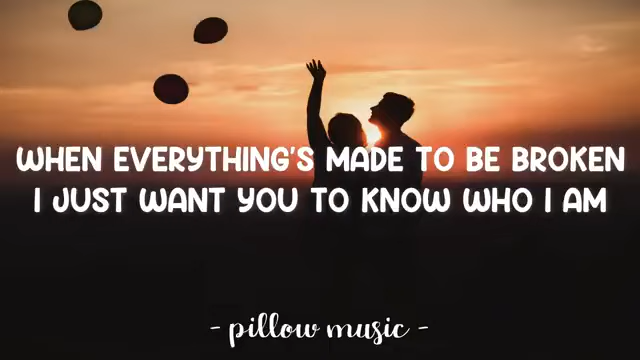 WHEN EVERYTHING'S MADE TO BE BROKEN
I JUST WANT YOU TO KNOW WHO I AM
- pillow music -